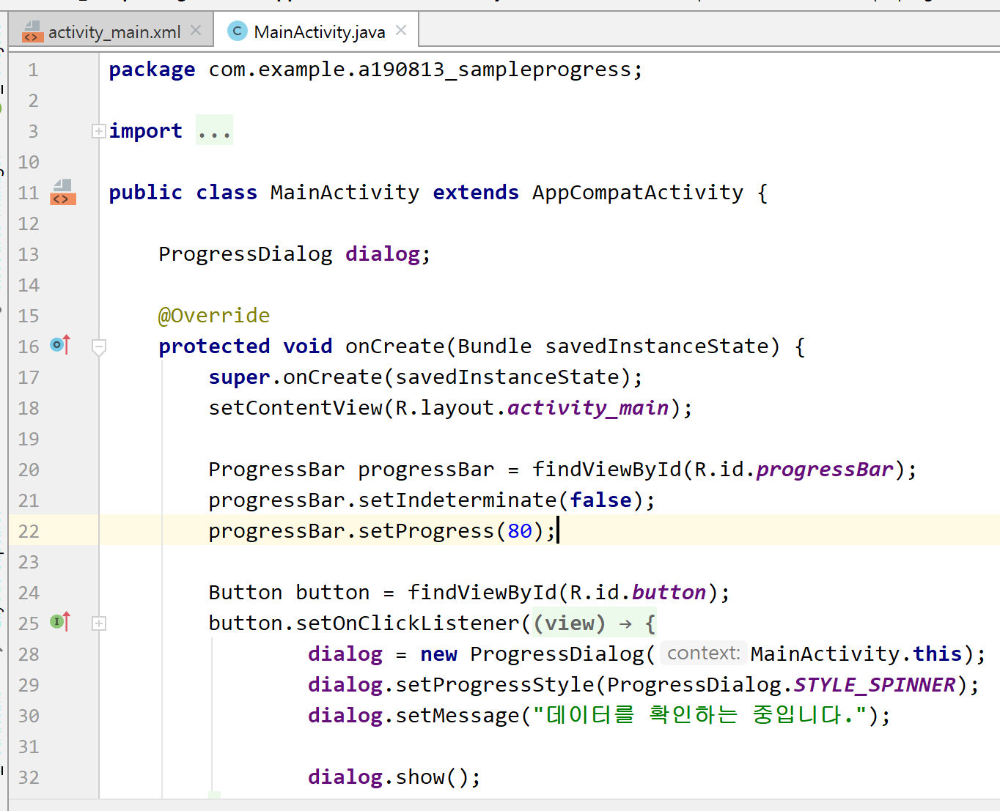 activity_main.xml MainActivity.java
1 package com.example.a190813_sampleprogress;
2
3 import ...
10
11 public class MainActivity extends AppCompatActivity {
12
13 ProgressDialog dialog;
14
15 @Override
16 protected void onCreate(Bundle savedInstanceState) {
17 super.onCreate(savedInstanceState);
18 setContentView(R.layout.activity_main);
19
20 ProgressBar progressBar = findViewById(R.id.progressBar);
21 progressBar.setIndeterminate(false);
22 progressBar.setProgress(80);
23
24 Button button = findViewById(R.id.button);
25 button.setOnClickListener((view) → {
28 dialog = new ProgressDialog( context: MainActivity.this);
29 dialog.setProgressStyle(ProgressDialog.STYLE_SPINNER);
30 dialog.setMessage("데이터를 확인하는 중입니다.");
31
32 dialog.show();